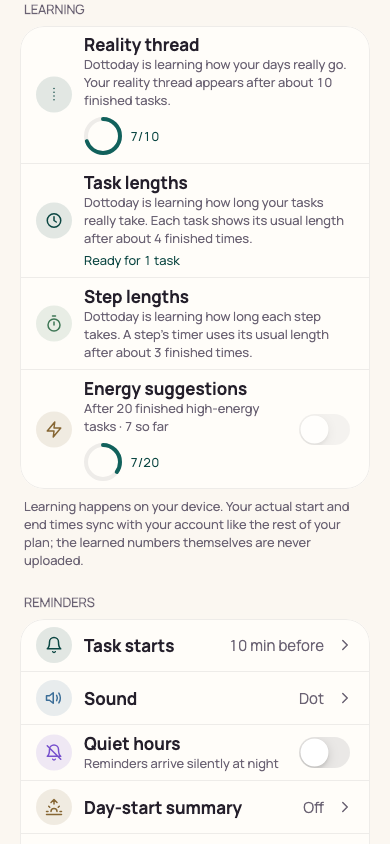 LEARNING
Reality thread
Dottoday is learning how your days really go.
Your reality thread appears after about 10
finished tasks.
7/10
Task lengths
Dottoday is learning how long your tasks
really take. Each task shows its usual length
after about 4 finished times.
Ready for 1 task
Step lengths
Dottoday is learning how long each step
takes. A step's timer uses its usual length
after about 3 finished times.
Energy suggestions
After 20 finished high-energy
tasks · 7 so far
7/20
Learning happens on your device. Your actual start and
end times sync with your account like the rest of your
plan; the learned numbers themselves are never
uploaded.
REMINDERS
Task starts 10 min before
Sound Dot
Quiet hours
Reminders arrive silently at night
Day-start summary Off